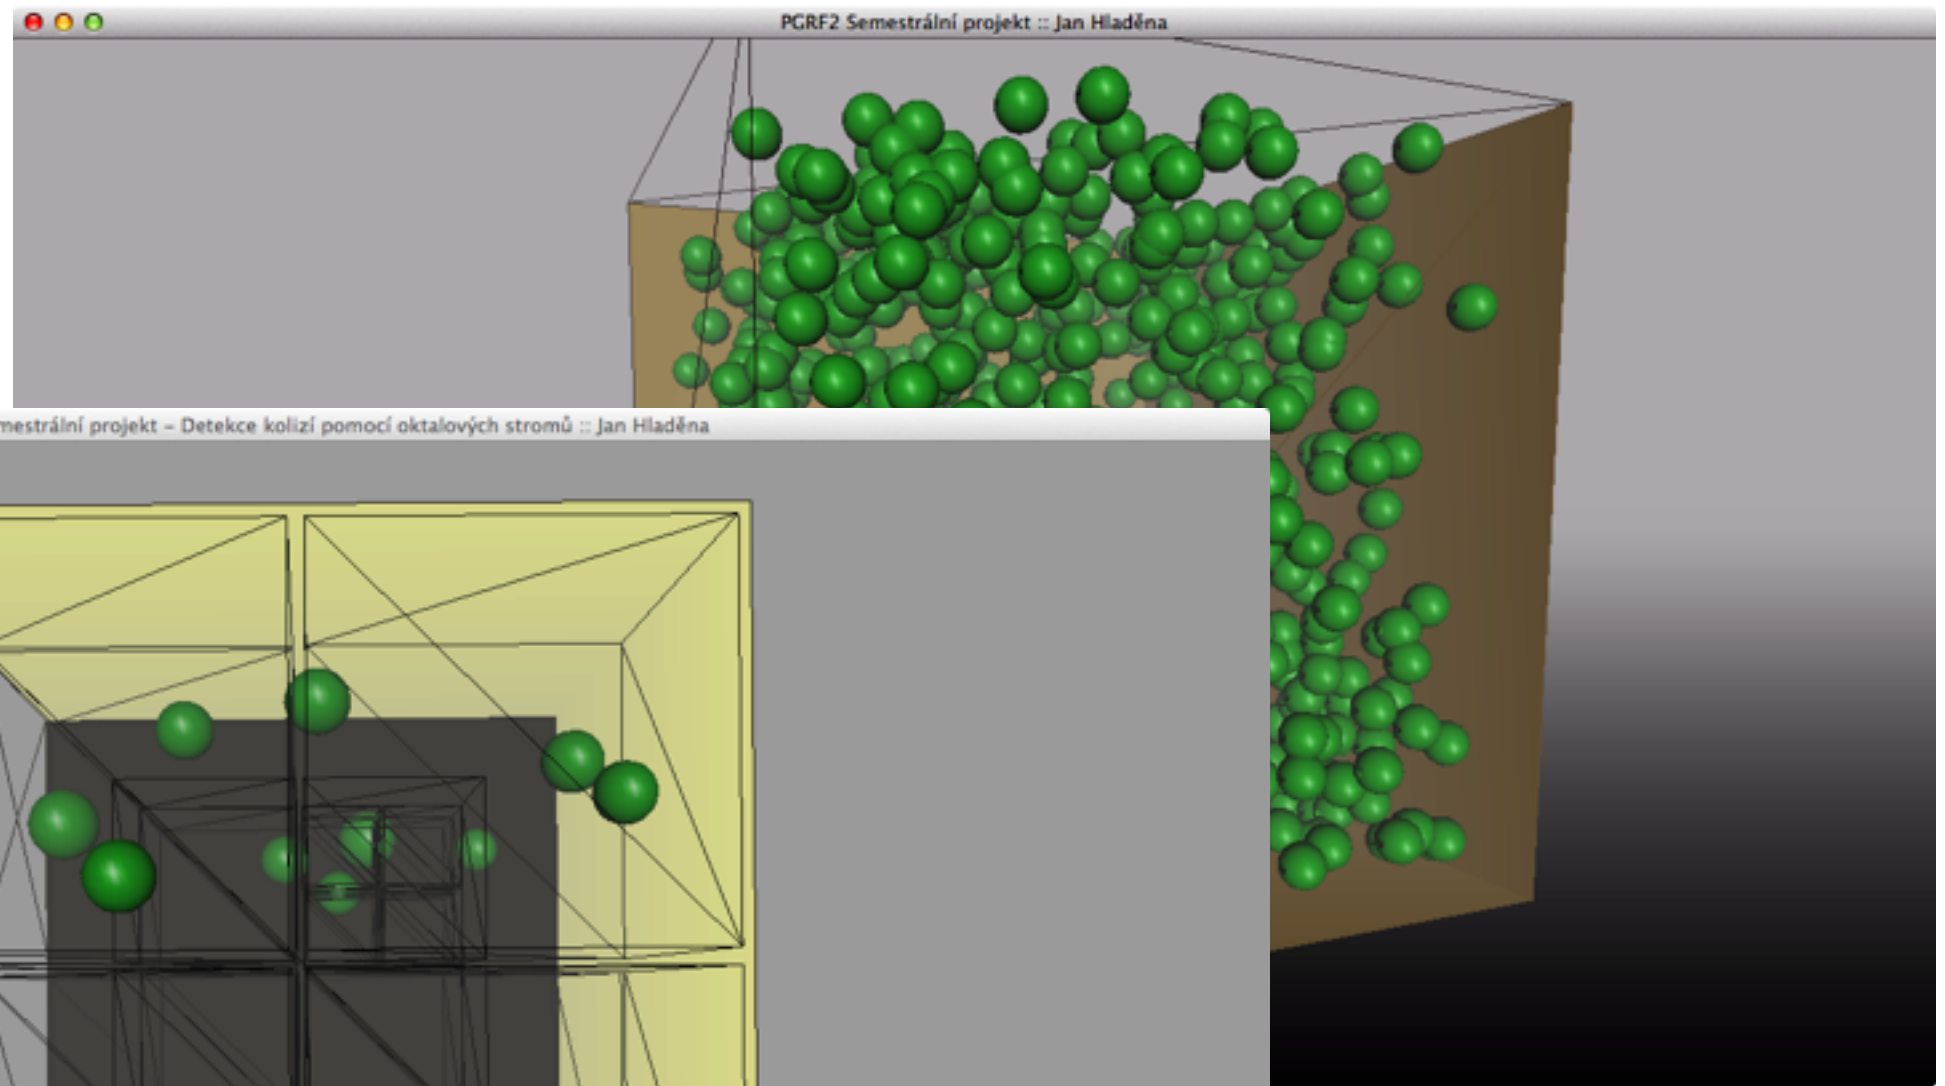 PGRF2 Semestrální projekt :: Jan Hladěna
mestrální projekt – Detekce kolizí pomocí oktalových stromů :: Jan Hladěna